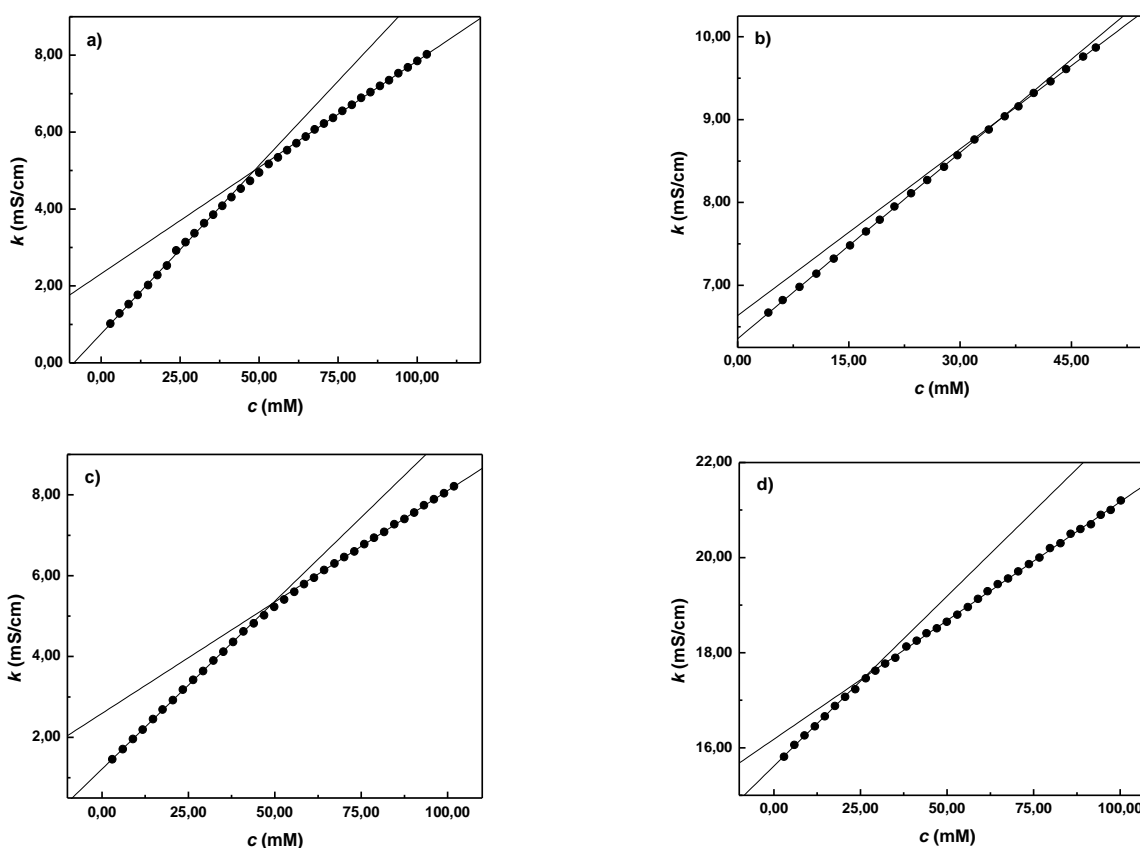 a)
8,00
6,00
4,00
2,00
0,00
k (mS/cm)
0,00 25,00 50,00 75,00 100,00
c (mM)
b)
10,00
9,00
8,00
7,00
k (mS/cm)
0,00 15,00 30,00 45,00
c (mM)
c)
8,00
6,00
4,00
2,00
k (mS/cm)
0,00 25,00 50,00 75,00 100,00
c (mM)
d)
22,00
20,00
18,00
16,00
k (mS/cm)
0,00 25,00 50,00 75,00 100,00
c (mM)